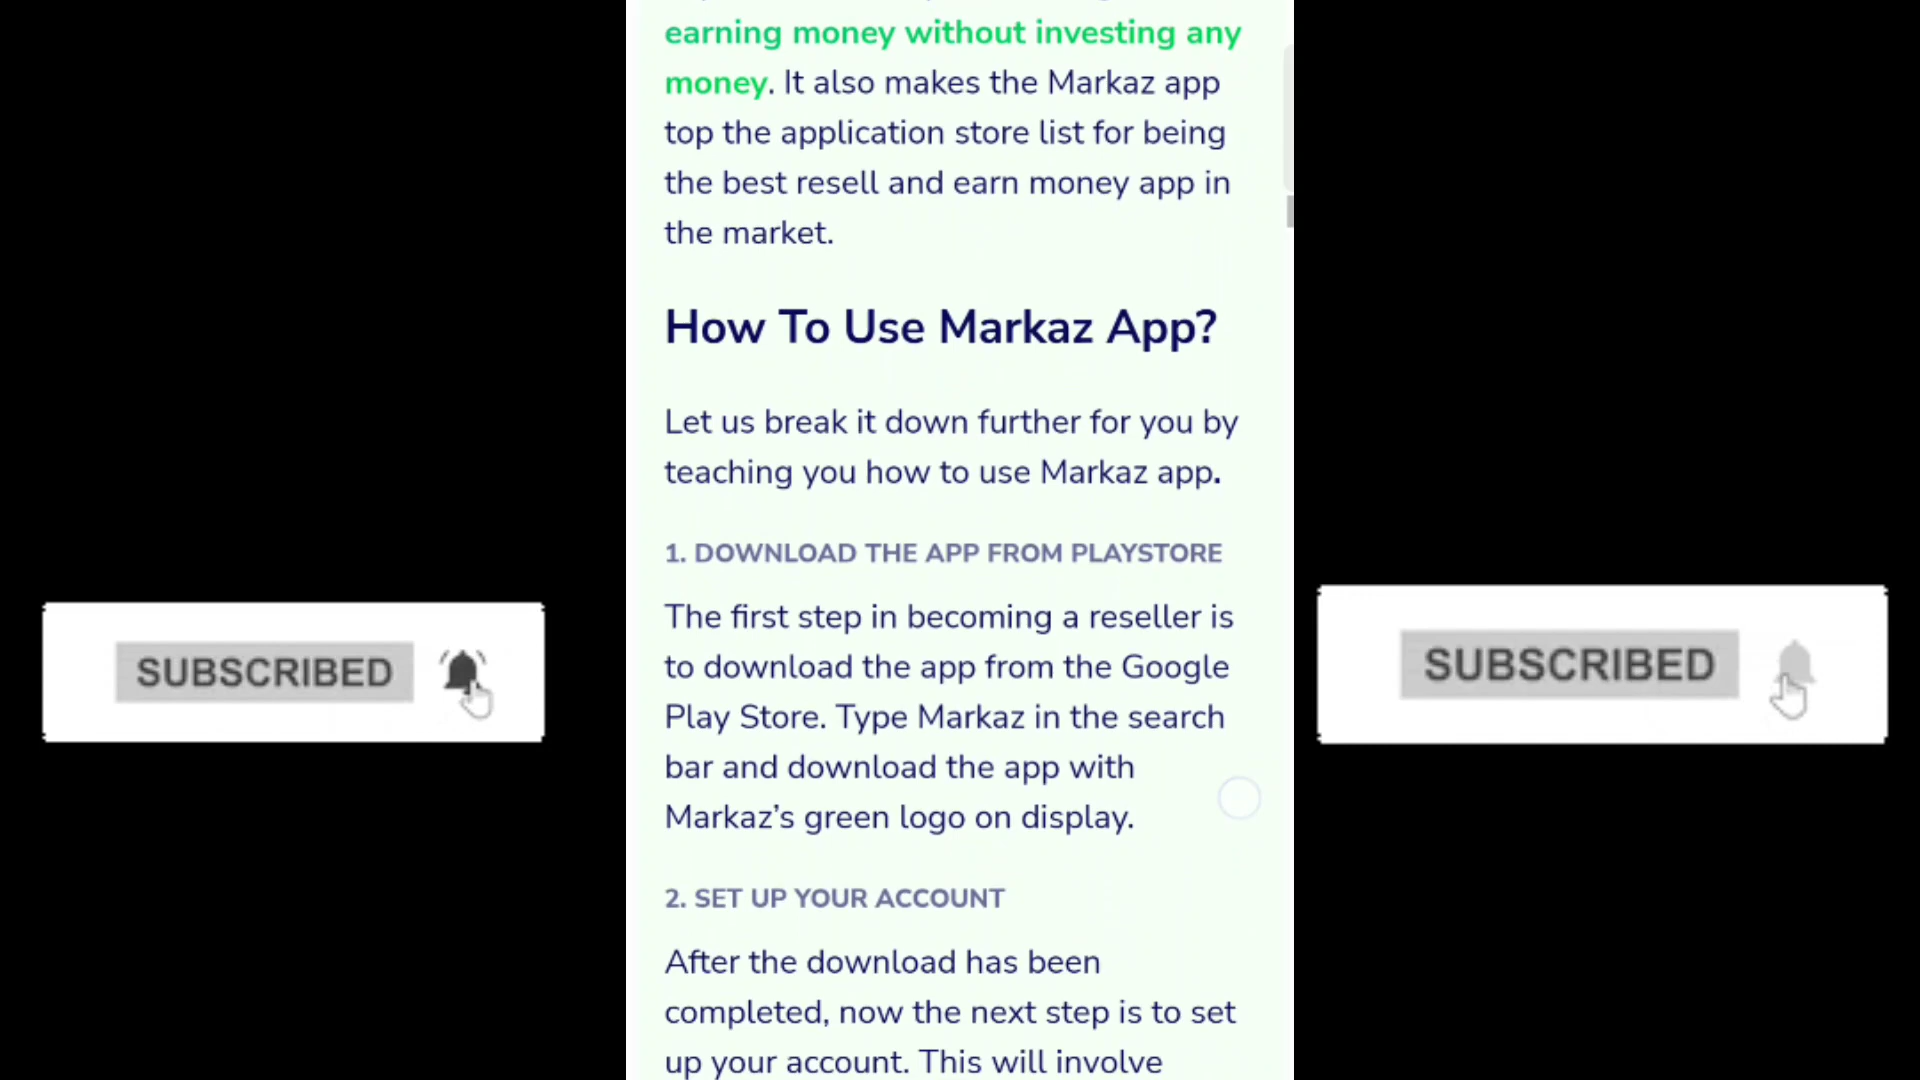 earning money without investing any
money. It also makes the Markaz app
top the application store list for being
the best resell and earn money app in
the market.
How To Use Markaz App?
Let us break it down further for you by
teaching you how to use Markaz app.
1. DOWNLOAD THE APP FROM PLAYSTORE
The first step in becoming a reseller is
to download the app from the Google
Play Store. Type Markaz in the search
bar and download the app with
Markaz’s green logo on display.
2. SET UP YOUR ACCOUNT
After the download has been
completed, now the next step is to set
up your account. This will involve
SUBSCRIBED
SUBSCRIBED